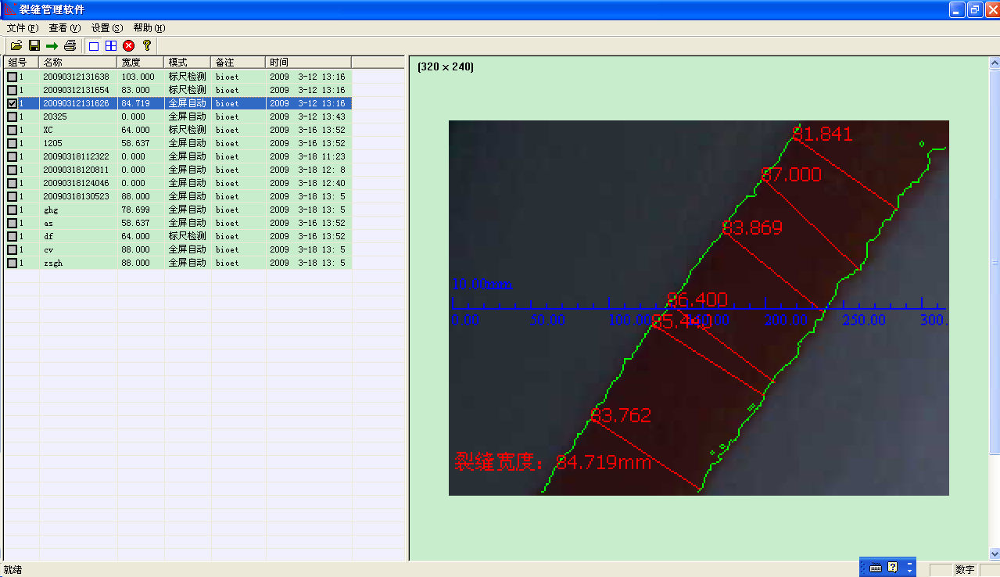 裂缝管理软件
文件(F) 查看(V) 设置(S) 帮助(H)
组号 名称 宽度 模式 备注 时间
1 20090312131638 103.000 标尺检测 bioet 2009 3-12 13:16
1 20090312131654 83.000 标尺检测 bioet 2009 3-12 13:16
1 20090312131626 84.719 全屏自动 bioet 2009 3-12 13:16
1 20325 0.000 全屏自动 bioet 2009 3-12 13:43
1 XC 64.000 标尺检测 bioet 2009 3-16 13:52
1 1205 58.637 全屏自动 bioet 2009 3-16 13:52
1 20090318112322 0.000 全屏自动 bioet 2009 3-18 11:23
1 20090318120811 0.000 全屏自动 bioet 2009 3-18 12: 8
1 20090318124046 0.000 全屏自动 bioet 2009 3-18 12:40
1 20090318130523 88.000 全屏自动 bioet 2009 3-18 13: 5
1 ghg 78.699 全屏自动 bioet 2009 3-18 13: 5
1 as 58.637 全屏自动 bioet 2009 3-16 13:52
1 df 64.000 标尺检测 bioet 2009 3-16 13:52
1 cv 88.000 全屏自动 bioet 2009 3-18 13: 5
1 zsgh 88.000 全屏自动 bioet 2009 3-18 13: 5
(320×240)
81.841
87.000
83.869
10.00mm
86.400
0.00 50.00 100.00 200.00 250.00 300.
83.762
裂缝宽度：84.719mm
就绪
数字